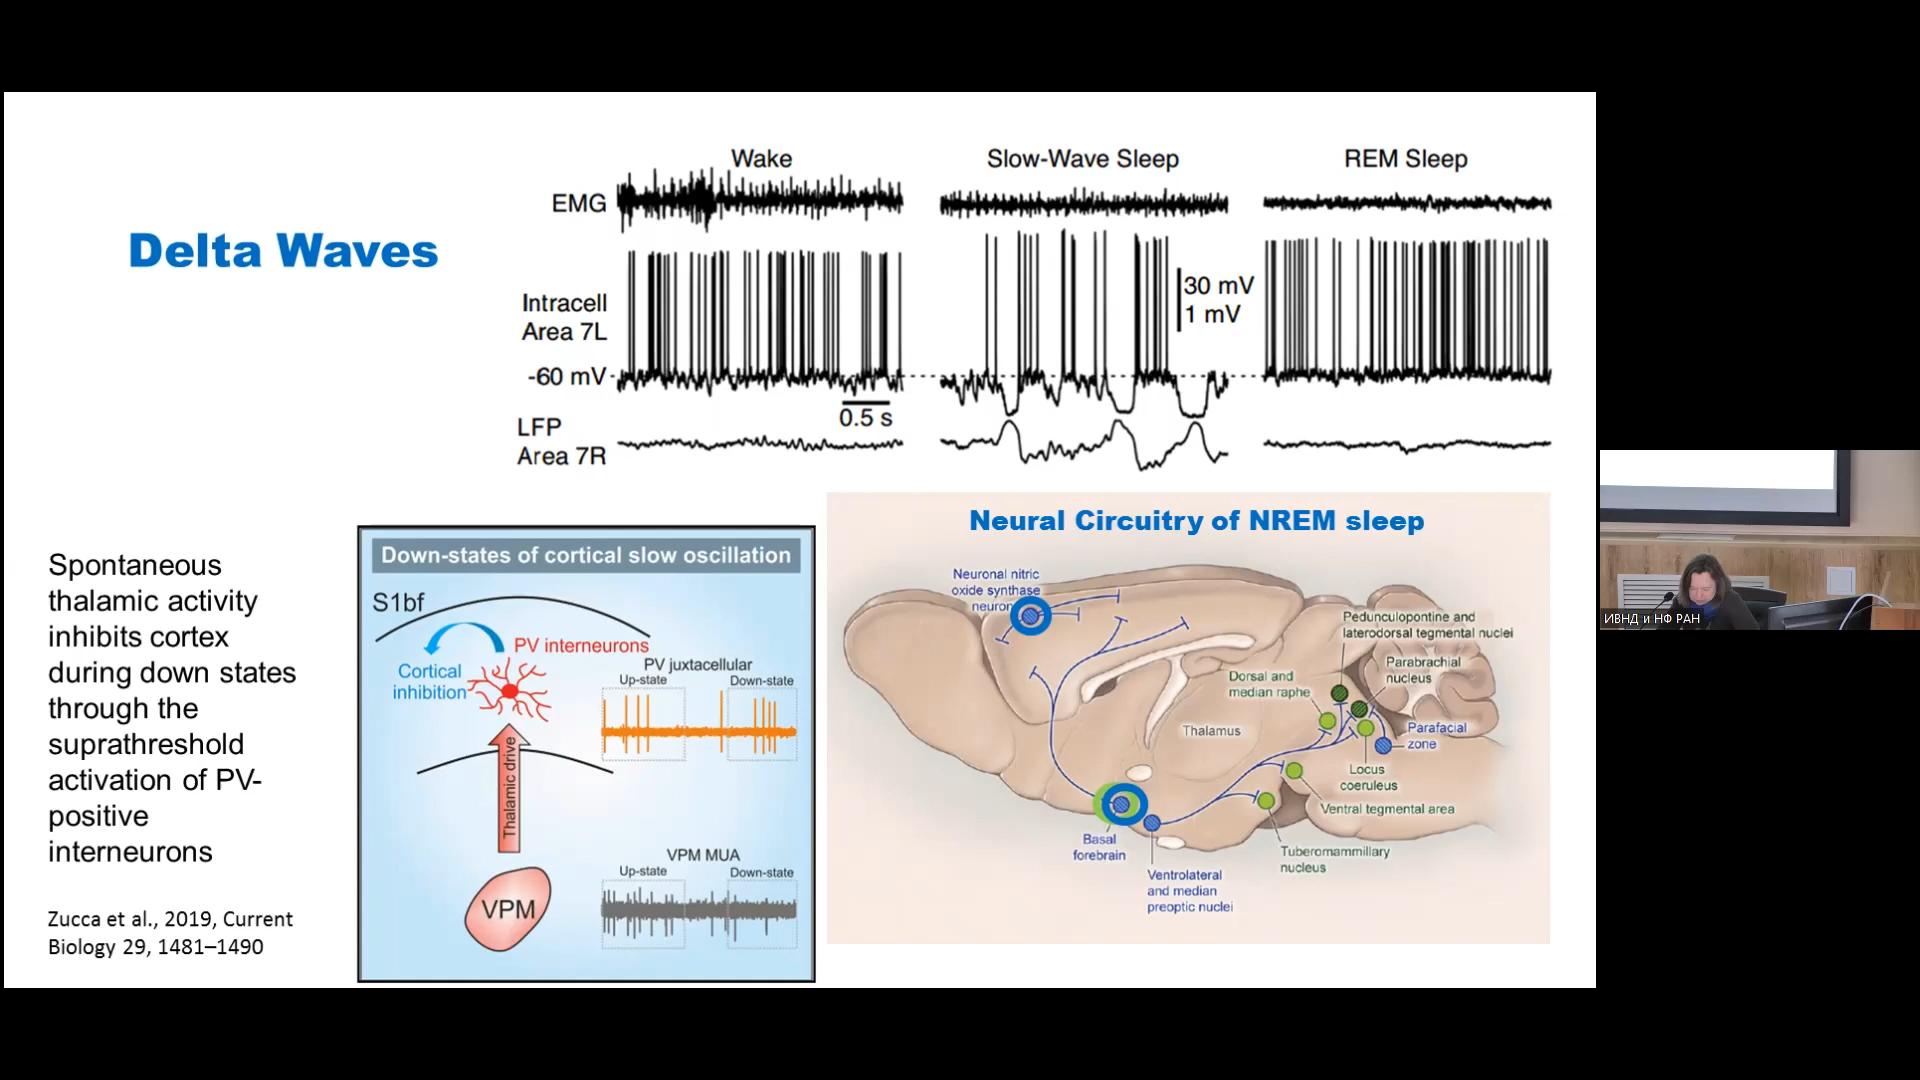 Delta Waves
Wake
Slow-Wave Sleep
REM Sleep
EMG
Intracell
Area 7L
30 mV
1 mV
-60 mV
0.5 s
LFP
Area 7R
Spontaneous
thalamic activity
inhibits cortex
during down states
through the
suprathreshold
activation of PV-
positive
interneurons
Zucca et al., 2019, Current
Biology 29, 1481–1490
Down-states of cortical slow oscillation
S1bf
PV interneurons
Cortical
inhibition
PV juxtacellular
Up-state
Down-state
Thalamic drive
VPM
VPM MUA
Up-state
Down-state
Neural Circuitry of NREM sleep
Neuronal nitric
oxide synthase
neuron
Pedunculopontine and
laterodorsal tegmental nuclei
Parabrachial
nucleus
Dorsal and
median raphe
Thalamus
Parafacial
zone
Locus
coeruleus
Ventral tegmental area
Basal
forebrain
Tuberomammillary
nucleus
Ventrolateral
and median
preoptic nuclei
ИВНД и НФ РАН